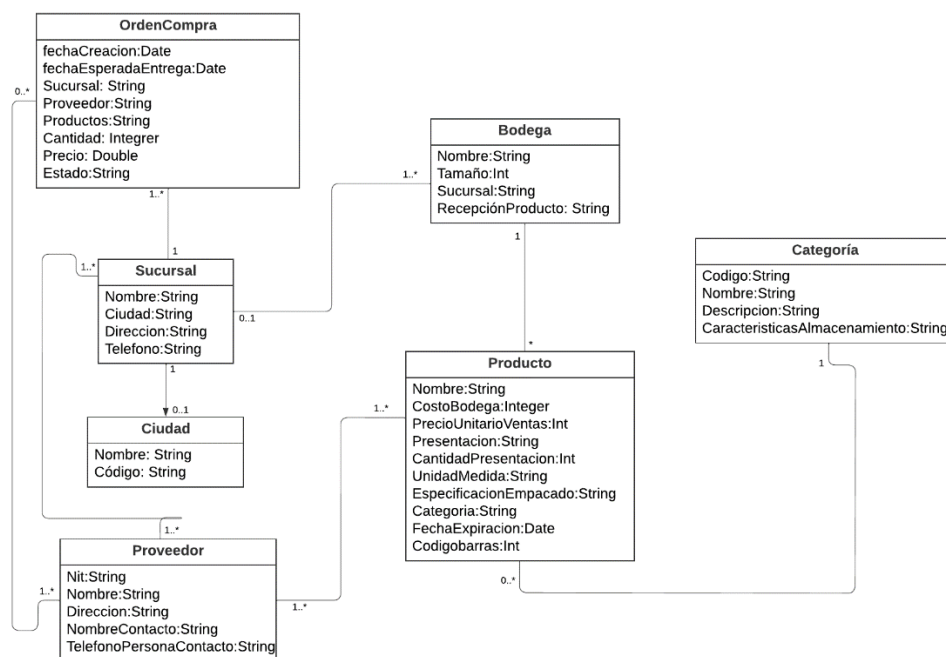 OrdenCompra
fechaCreacion:Date
fechaEsperadaEntrega:Date
Sucursal: String
Proveedor:String
Productos:String
Cantidad: Integrer
Precio: Double
Estado:String
0..*
1..*
1
Bodega
Nombre:String
Tamaño:Int
Sucursal:String
RecepciónProducto: String
1..*
1
Sucursal
Nombre:String
Ciudad:String
Direccion:String
Telefono:String
1..*
0..1
1
0..1
Categoría
Codigo:String
Nombre:String
Descripcion:String
CaracteristicasAlmacenamiento:String
1
*
Producto
Nombre:String
CostoBodega:Integer
PrecioUnitarioVentas:Int
Presentacion:String
CantidadPresentacion:Int
UnidadMedida:String
EspecificacionEmpacado:String
Categoria:String
FechaExpiracion:Date
Codigobarras:Int
1..*
0..*
Ciudad
Nombre: String
Código: String
1..*
Proveedor
Nit:String
Nombre:String
Direccion:String
NombreContacto:String
TelefonoPersonaContacto:String
1..*
1..*